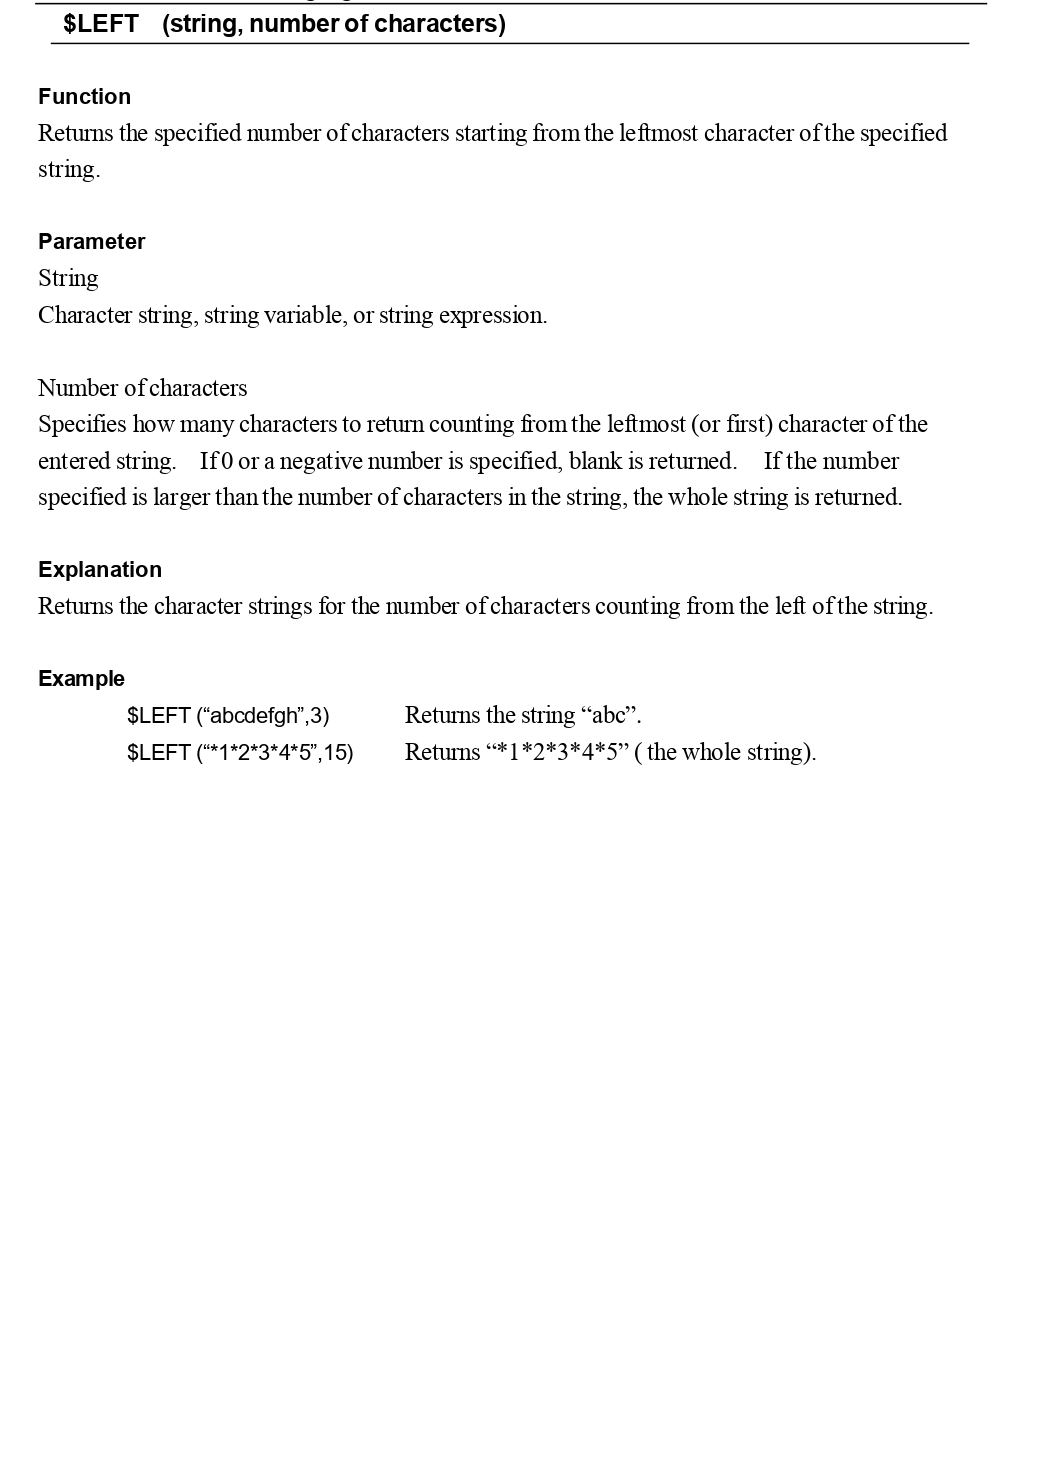 $LEFT (string, number of characters)
Function
Returns the specified number of characters starting from the leftmost character of the specified
string.
Parameter
String
Character string, string variable, or string expression.
Number of characters
Specifies how many characters to return counting from the leftmost (or first) character of the
entered string. If 0 or a negative number is specified, blank is returned. If the number
specified is larger than the number of characters in the string, the whole string is returned.
Explanation
Returns the character strings for the number of characters counting from the left of the string.
Example
$LEFT (“abcdefgh”,3) Returns the string “abc”.
$LEFT (“*1*2*3*4*5”,15) Returns “*1*2*3*4*5” ( the whole string).